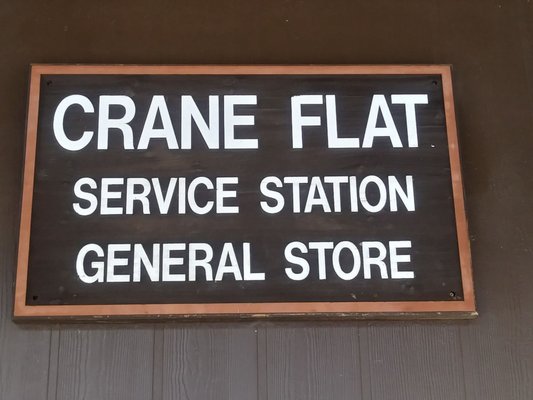 CRANE FLAT
SERVICE STATION
GENERAL STORE